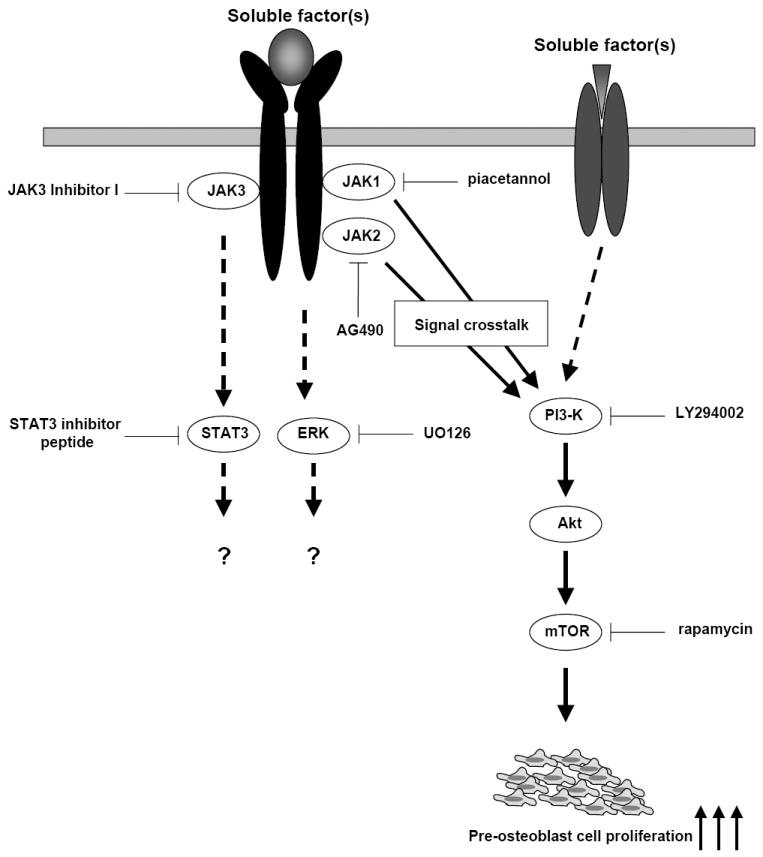 Soluble factor(s)
Soluble factor(s)
JAK3 Inhibitor I
JAK3
JAK1
piacetannol
JAK2
AG490
Signal crosstalk
STAT3 inhibitor
peptide
STAT3
ERK
UO126
PI3-K
LY294002
Akt
?
?
mTOR
rapamycin
Pre-osteoblast cell proliferation